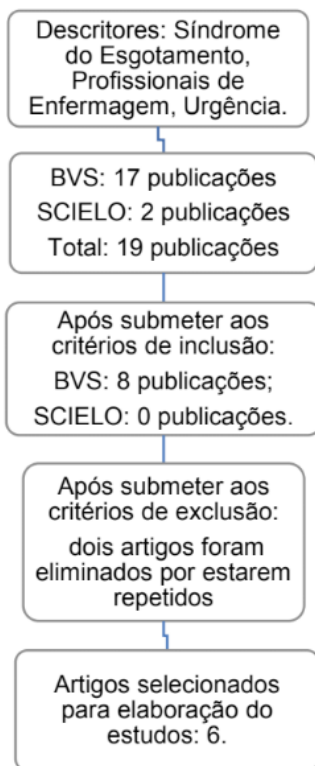 Descritores: Síndrome
do Esgotamento,
Profissionais de
Enfermagem, Urgência.
BVS: 17 publicações
SCIELO: 2 publicações
Total: 19 publicações
Após submeter aos
critérios de inclusão:
BVS: 8 publicações;
SCIELO: 0 publicações.
Após submeter aos
critérios de exclusão:
dois artigos foram
eliminados por estarem
repetidos
Artigos selecionados
para elaboração do
estudos: 6.